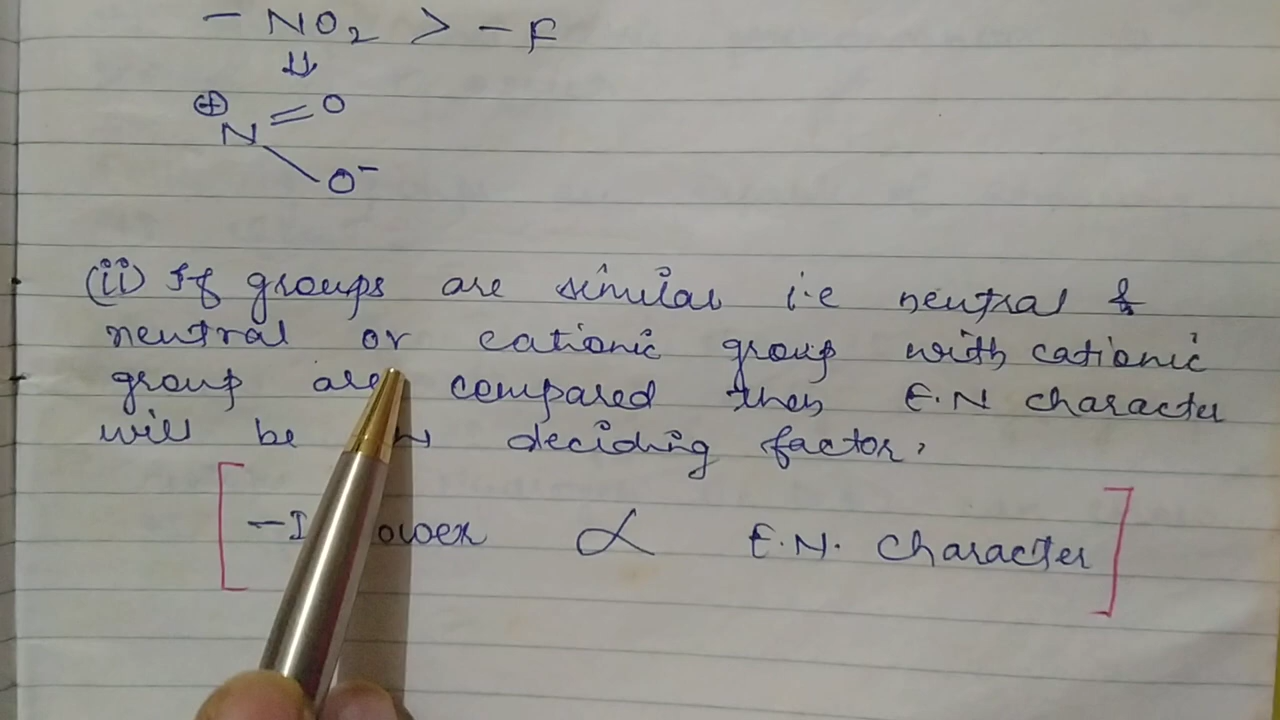 - NO2 > - F
⇓
⊕
N = O
O-
(ii) If groups are similar i.e neutral &
neutral or cationic group with cationic
group are compared then E.N character
will be deciding factor.
-I ∝ E.N. character